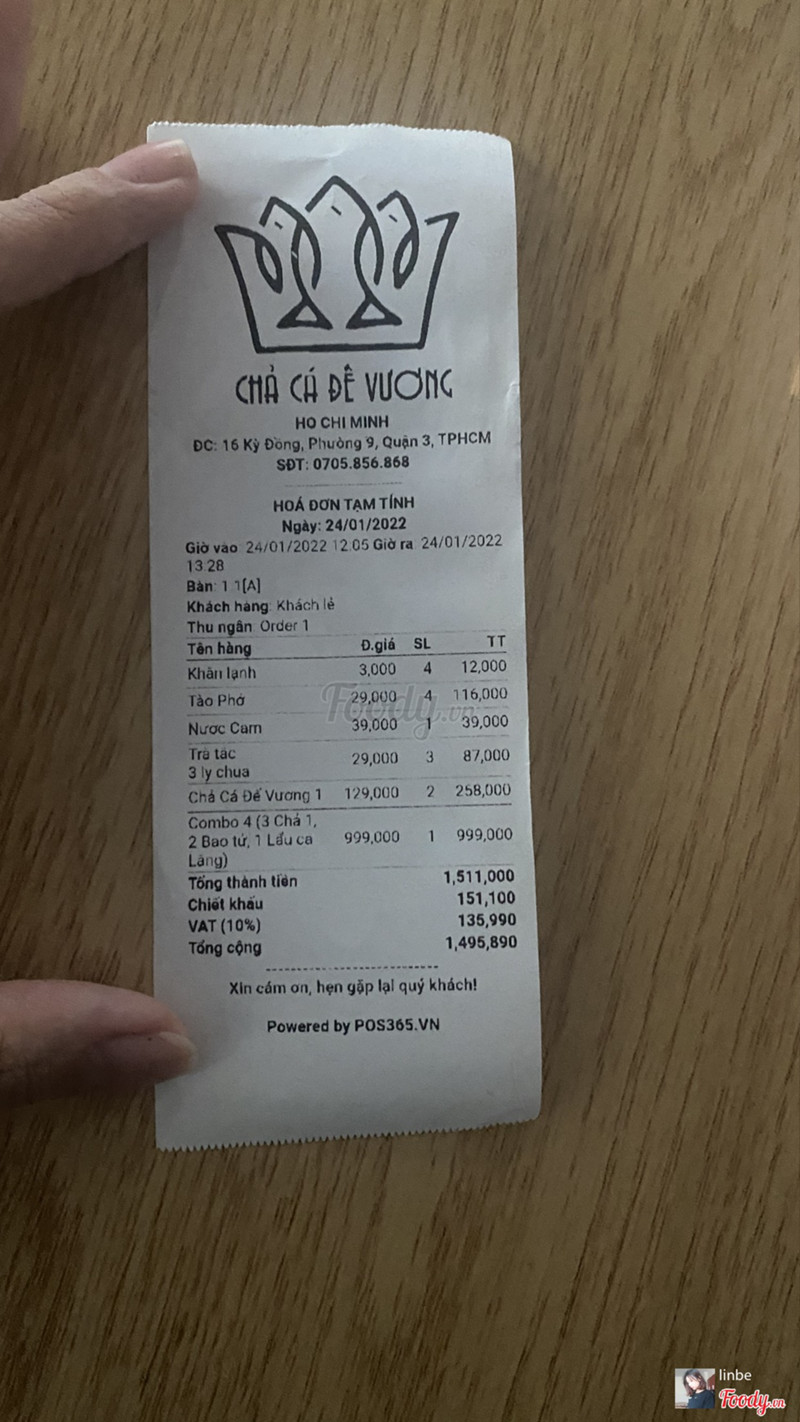 CHẢ CÁ ĐẾ VƯƠNG
HO CHI MINH
ĐC: 16 Kỳ Đồng, Phường 9, Quận 3, TPHCM
SĐT: 0705.856.868
HOÁ ĐƠN TẠM TÍNH
Ngày: 24/01/2022
Giờ vào: 24/01/2022 12:05 Giờ ra: 24/01/2022
13:28
Bàn: 1 1[A]
Khách hàng: Khách lẻ
Thu ngân: Order 1
Tên hàng Đ.giá SL TT
Khăn lạnh 3,000 4 12,000
Tào Phớ 29,000 4 116,000
Nước Cam 39,000 1 39,000
Trà tắc
3 ly chua 29,000 3 87,000
Chả Cá Đế Vương 1 129,000 2 258,000
Combo 4 (3 Chả 1,
2 Bao tử, 1 Lẩu cá 999,000 1 999,000
Lăng)
Tổng thành tiền 1,511,000
Chiết khấu 151,100
VAT (10%) 135,990
Tổng cộng 1,495,890
Xin cảm ơn, hẹn gặp lại quý khách!
Powered by POS365.VN
Foody.vn
linbe
Foody.vn